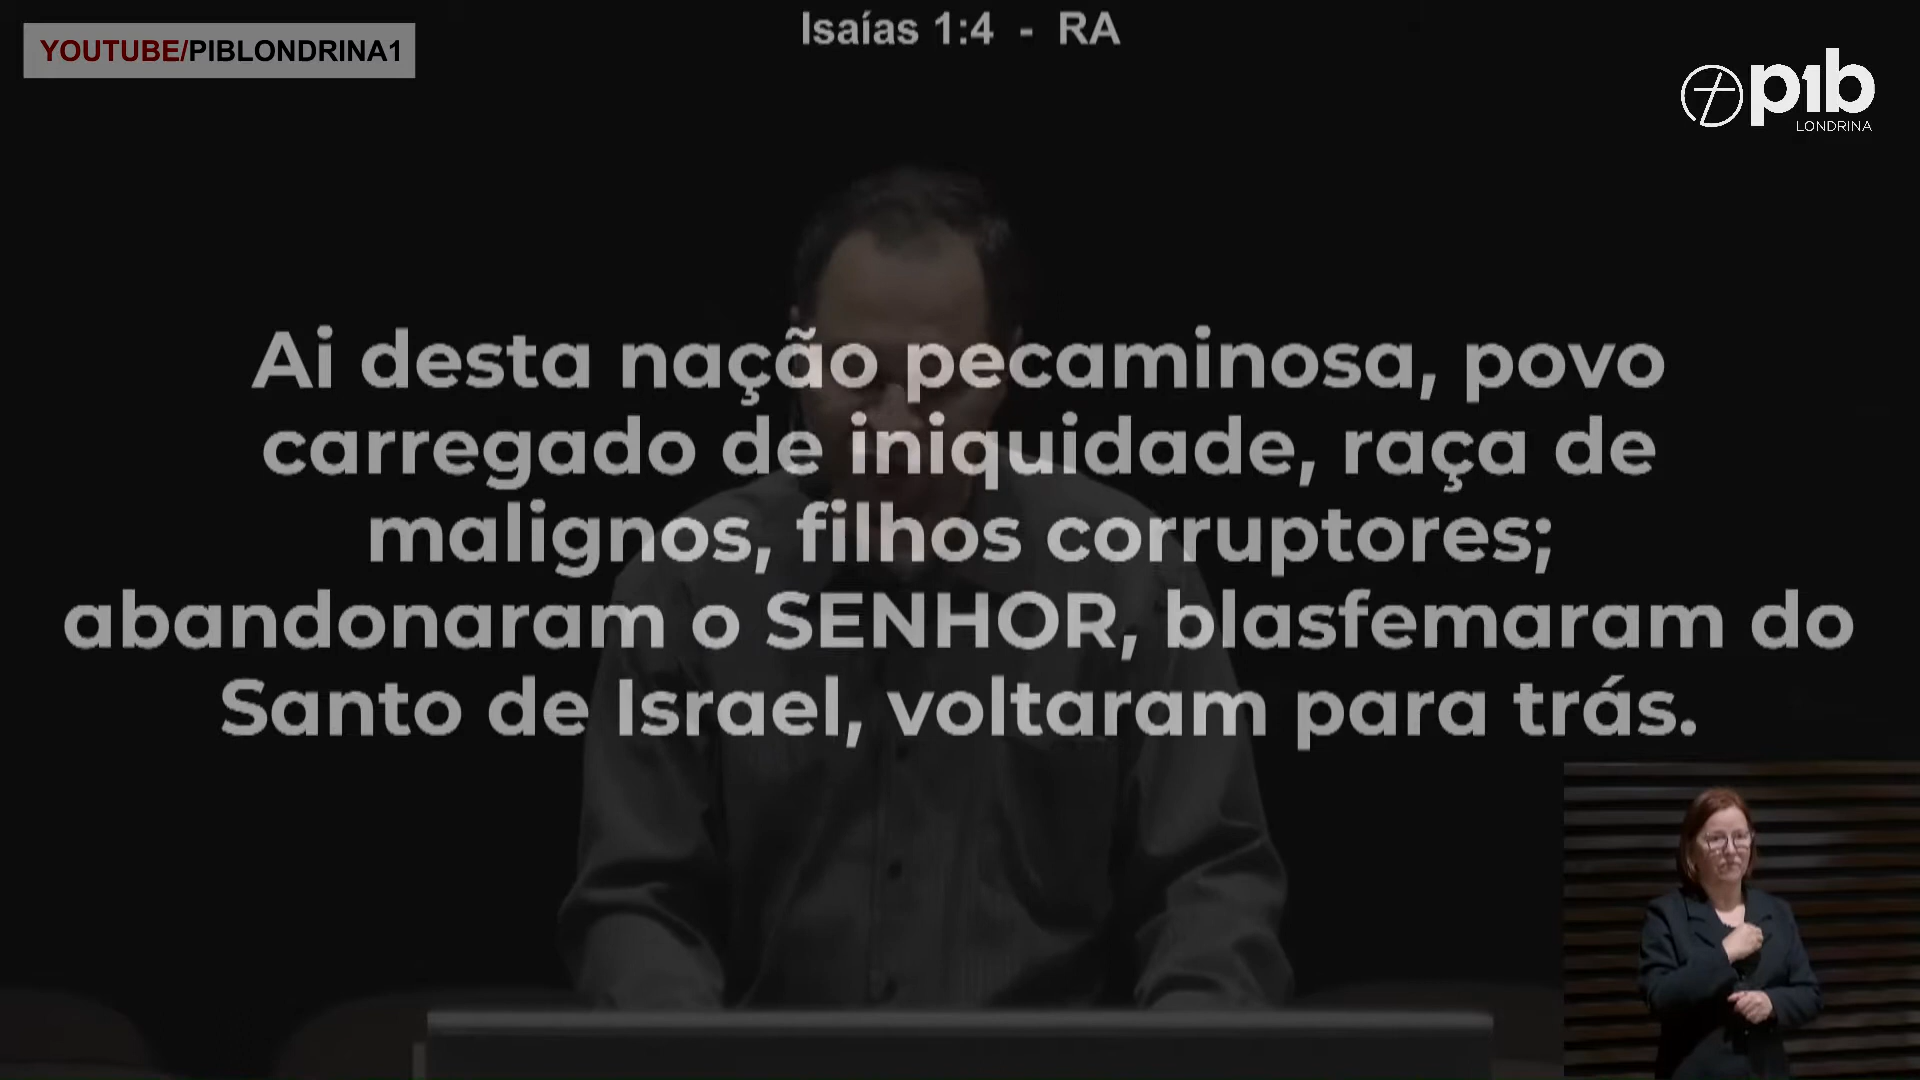 Isaías 1:4 - RA
YOUTUBE/PIBLONDRINA1
pib
LONDRINA
Ai desta nação pecaminosa, povo
carregado de iniquidade, raça de
malignos, filhos corruptores;
abandonaram o SENHOR, blasfemaram do
Santo de Israel, voltaram para trás.